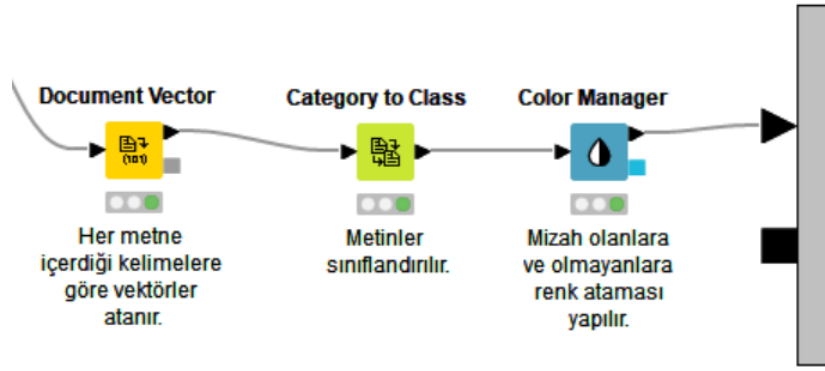 Document Vector
Category to Class
Color Manager
(101)
Her metne
içerdiği kelimelere
göre vektörler
atanır.
Metinler
sınıflandırılır.
Mizah olanlara
ve olmayanlara
renk ataması
yapılır.